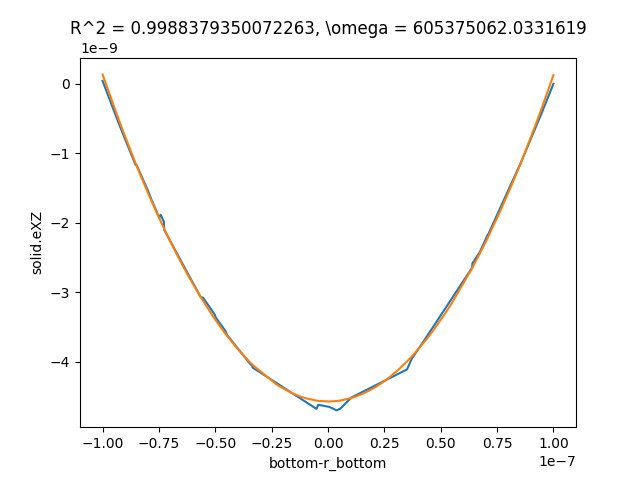 R^2 = 0.9988379350072263, \omega = 605375062.0331619
1e−9
0
−1
−2
−3
−4
solid.eXZ
−1.00 −0.75 −0.50 −0.25 0.00 0.25 0.50 0.75 1.00
bottom-r_bottom
1e−7